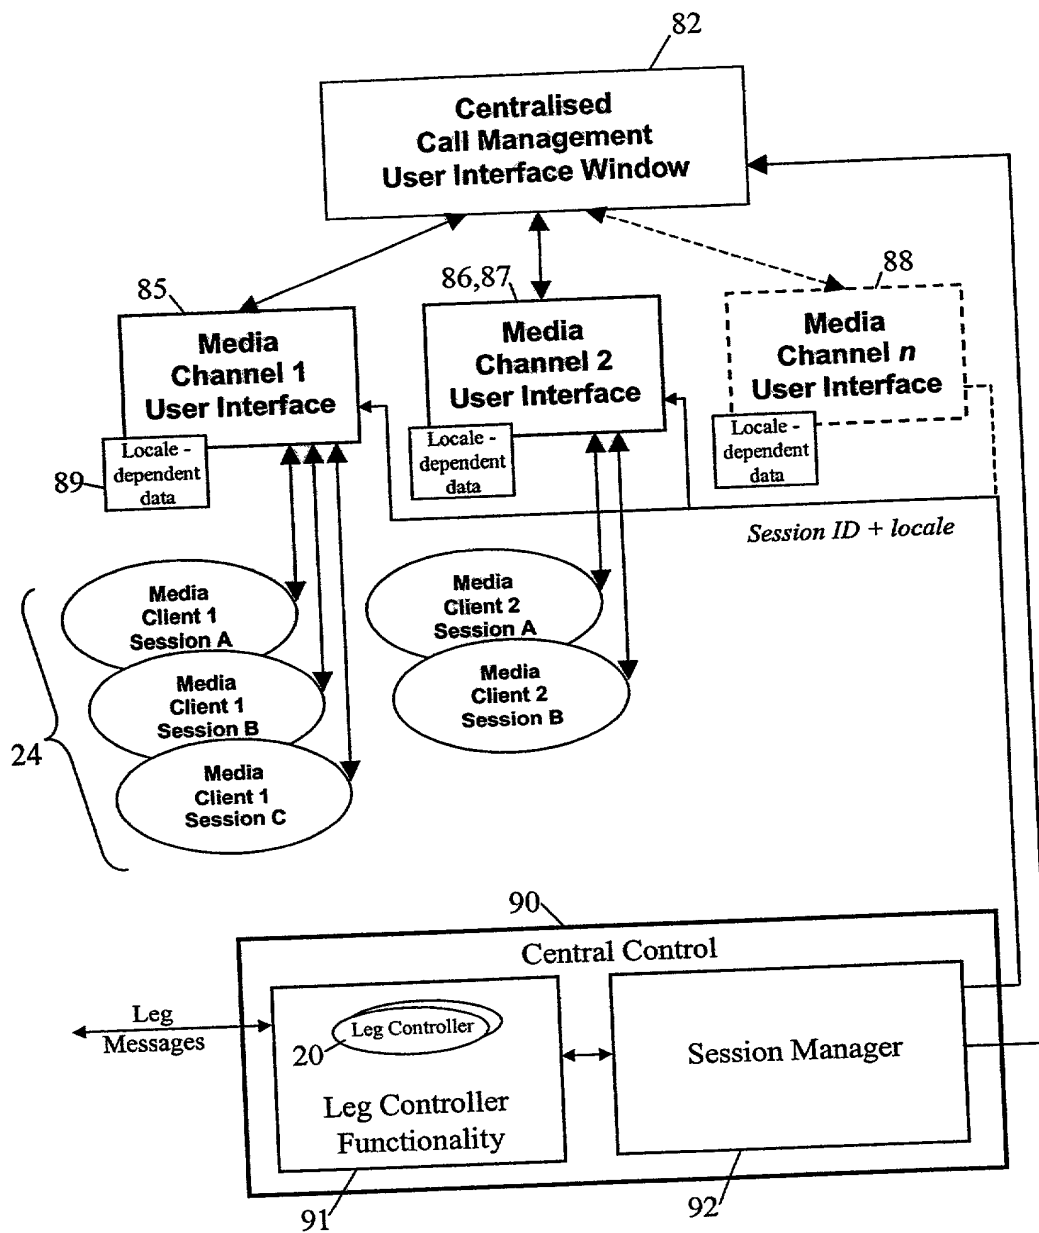 82
Centralised
Call Management
User Interface Window
85
Media
Channel 1
User Interface
86,87
Media
Channel 2
User Interface
88
Media
Channel n
User Interface
89
Locale -
dependent
data
Locale -
dependent
data
Locale -
dependent
data
Session ID + locale
24
Media
Client 1
Session A
Media
Client 1
Session B
Media
Client 1
Session C
Media
Client 2
Session A
Media
Client 2
Session B
90
Central Control
Leg
Messages
Leg Controller
20
Leg Controller
Functionality
Session Manager
91
92